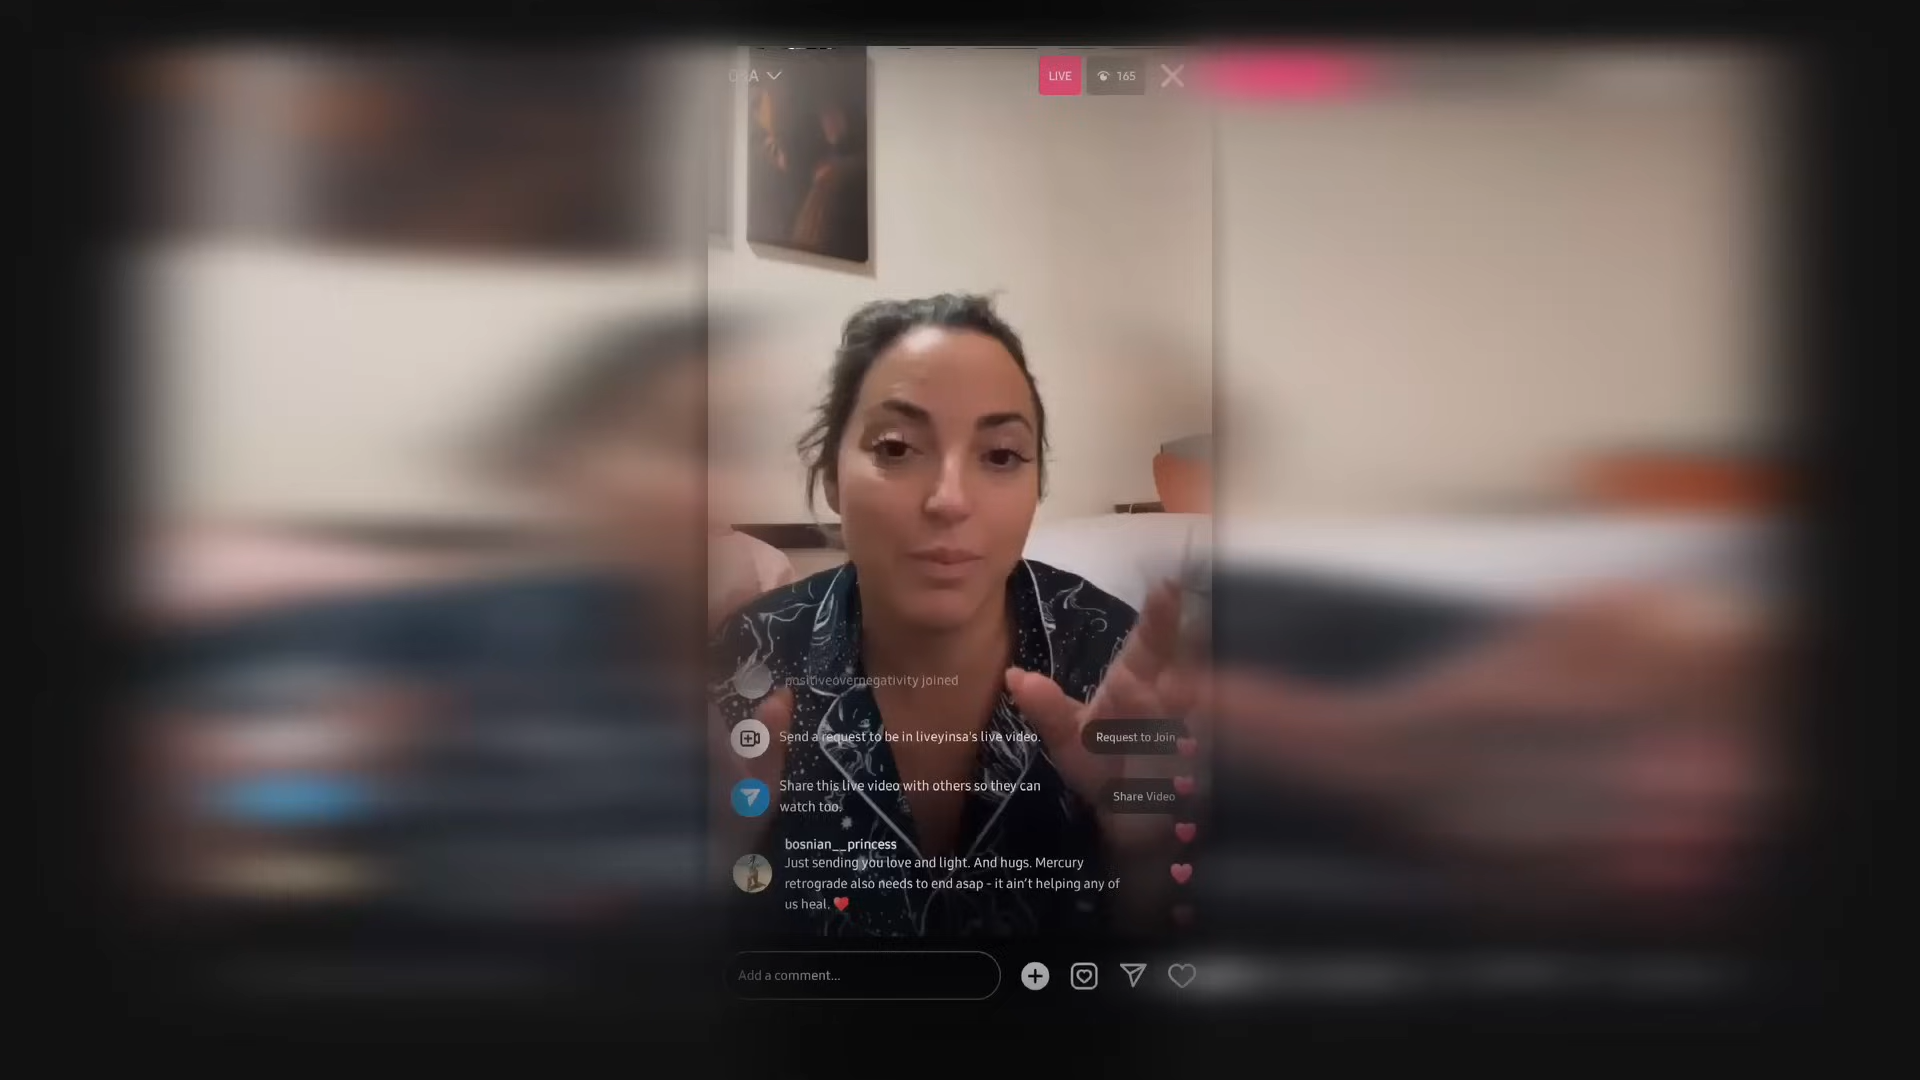 Q&A
LIVE
165
positiveovernegativity joined
Send a request to be in liveyinsa's live video.
Request to Join
Share this live video with others so they can
watch too.
Share Video
bosnian__princess
Just sending you love and light. And hugs. Mercury
retrograde also needs to end asap - it ain't helping any of
us heal. ❤️
Add a comment...